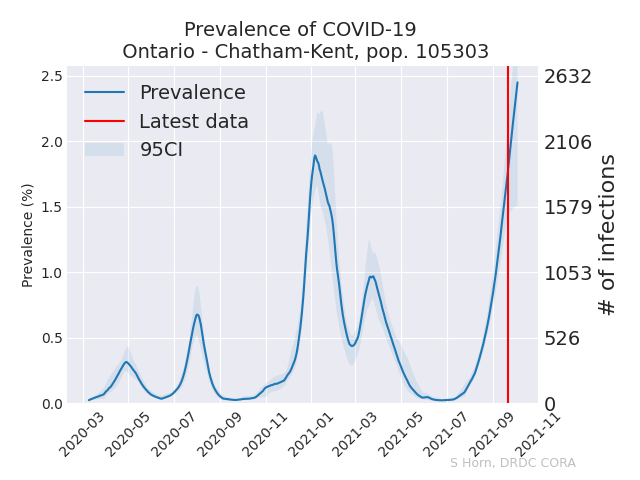 Prevalence of COVID-19
Ontario - Chatham-Kent, pop. 105303
Prevalence
Latest data
95CI
Prevalence (%)
2.5
2.0
1.5
1.0
0.5
0.0
2632
2106
1579
1053
526
0
# of infections
2020-03
2020-05
2020-07
2020-09
2020-11
2021-01
2021-03
2021-05
2021-07
2021-09
2021-11
S Horn, DRDC CORA